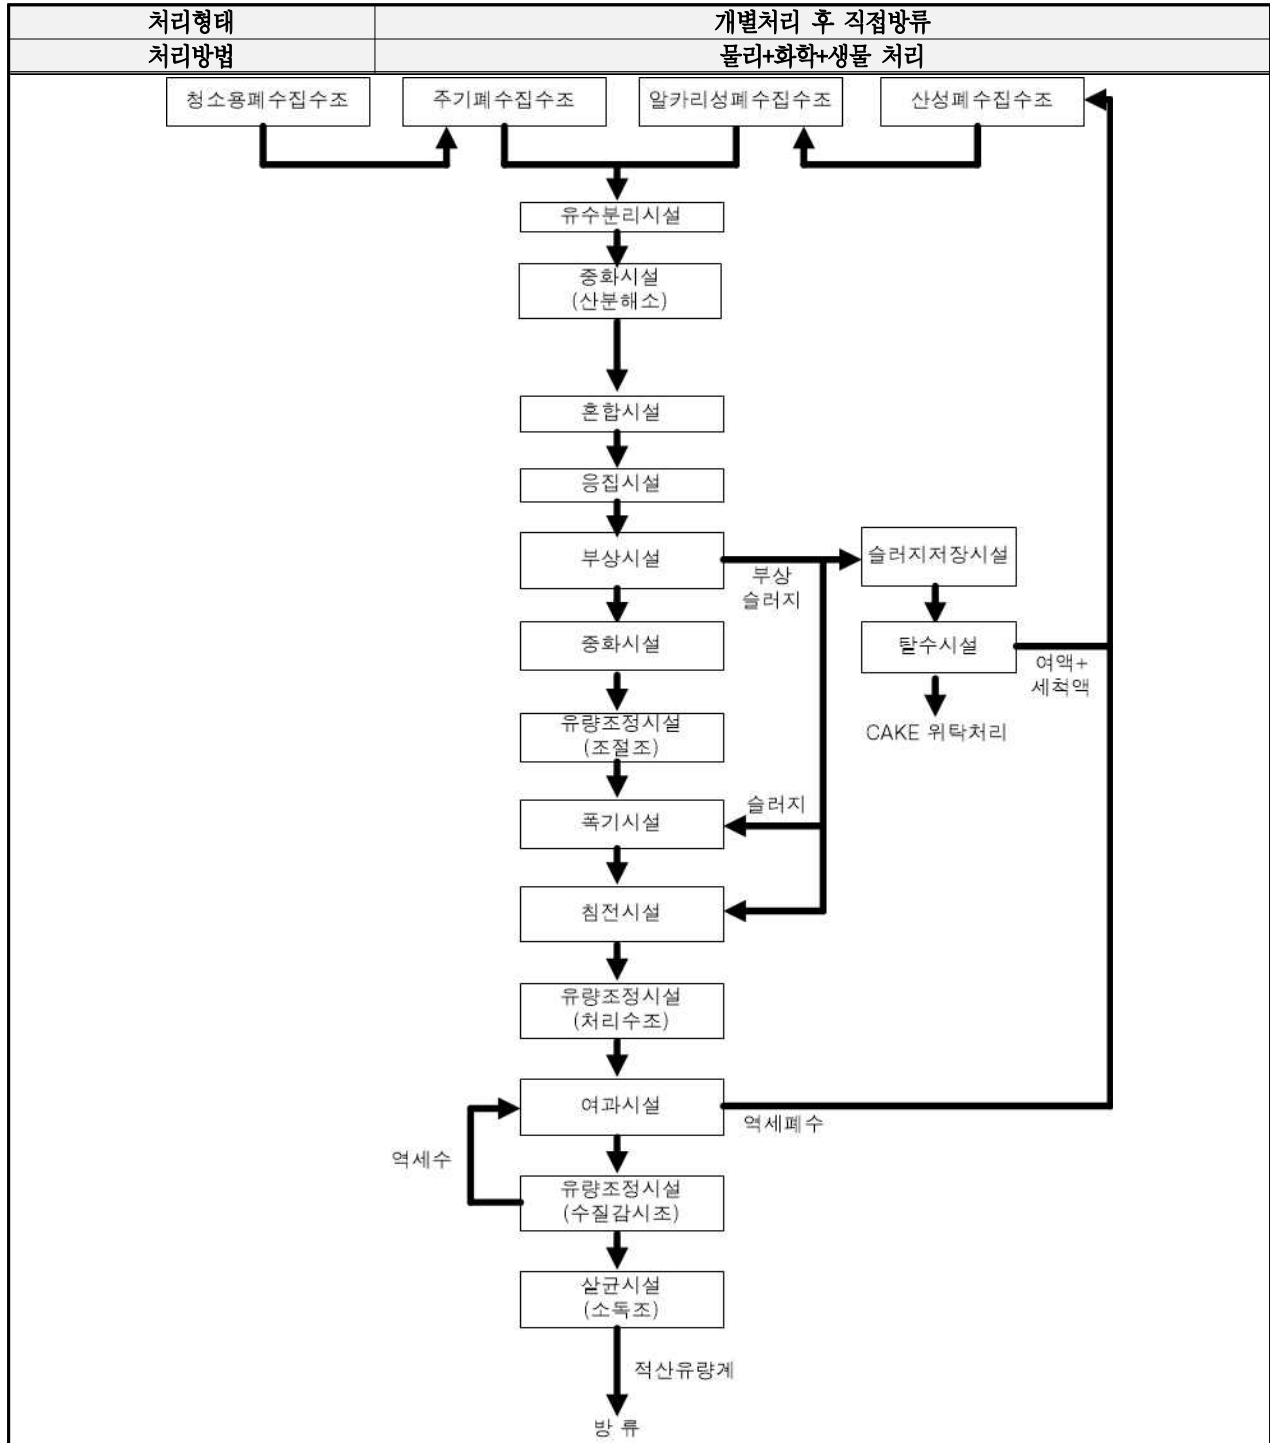 처리형태
개별처리 후 직접방류
처리방법
물리+화학+생물 처리
청소용폐수집수조
주기폐수집수조
알카리성폐수집수조
산성폐수집수조
유수분리시설
중화시설
(산분해소)
혼합시설
응집시설
부상시설
부상
슬러지
슬러지저장시설
중화시설
탈수시설
여액+
세척액
유량조정시설
(조절조)
CAKE 위탁처리
폭기시설
슬러지
침전시설
유량조정시설
(처리수조)
여과시설
역세폐수
역세수
유량조정시설
(수질감시조)
살균시설
(소독조)
적산유량계
방 류